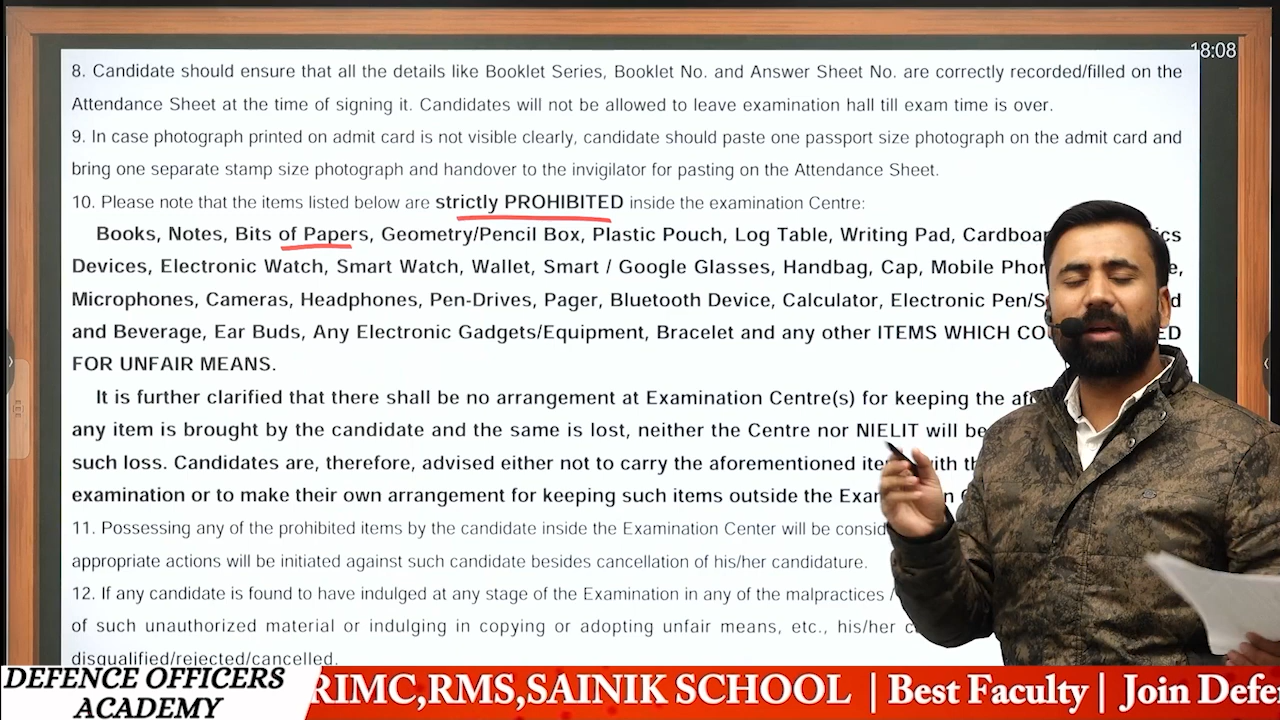 18:08
8. Candidate should ensure that all the details like Booklet Series, Booklet No. and Answer Sheet No. are correctly recorded/filled on the
Attendance Sheet at the time of signing it. Candidates will not be allowed to leave examination hall till exam time is over.
9. In case photograph printed on admit card is not visible clearly, candidate should paste one passport size photograph on the admit card and
bring one separate stamp size photograph and handover to the invigilator for pasting on the Attendance Sheet.
10. Please note that the items listed below are strictly PROHIBITED inside the examination Centre:
Books, Notes, Bits of Papers, Geometry/Pencil Box, Plastic Pouch, Log Table, Writing Pad,
Devices, Electronic Watch, Smart Watch, Wallet, Smart / Google Glasses, Handbag, Cap, Mobile
Microphones, Cameras, Headphones, Pen-Drives, Pager, Bluetooth Device, Calculator, Electronic
and Beverage, Ear Buds, Any Electronic Gadgets/Equipment, Bracelet and any other ITEMS WHICH
FOR UNFAIR MEANS.
It is further clarified that there shall be no arrangement at Examination Centre(s) for keeping the
any item is brought by the candidate and the same is lost, neither the Centre nor NIELIT will be
such loss. Candidates are, therefore, advised either not to carry the aforementioned
examination or to make their own arrangement for keeping such items outside the
11. Possessing any of the prohibited items by the candidate inside the Examination Center will be
appropriate actions will be initiated against such candidate besides cancellation of his/her candidature.
12. If any candidate is found to have indulged at any stage of the Examination in any of the malpractices /
of such unauthorized material or indulging in copying or adopting unfair means, etc., his/her
disqualified/rejected/cancelled.
DEFENCE OFFICERS
ACADEMY
RIMC,RMS,SAINIK SCHOOL | Best Faculty | Join